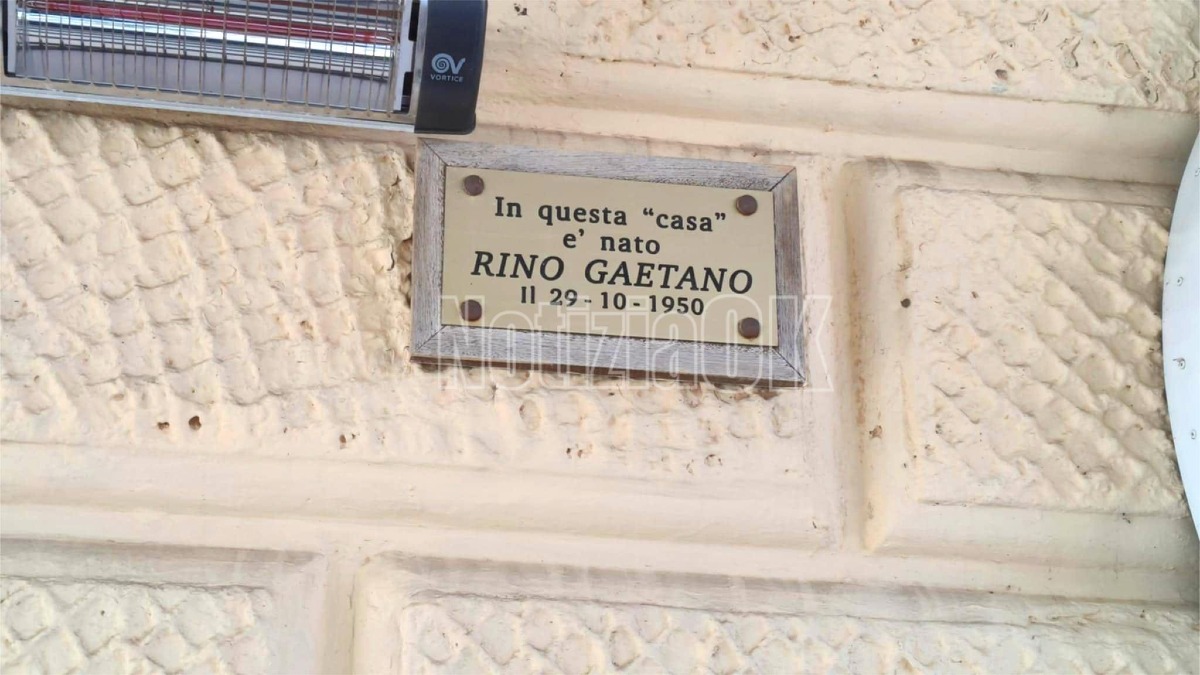 VORTICE
In questa "casa"
e' nato
RINO GAETANO
Il 29-10-1950
NotiziaOK